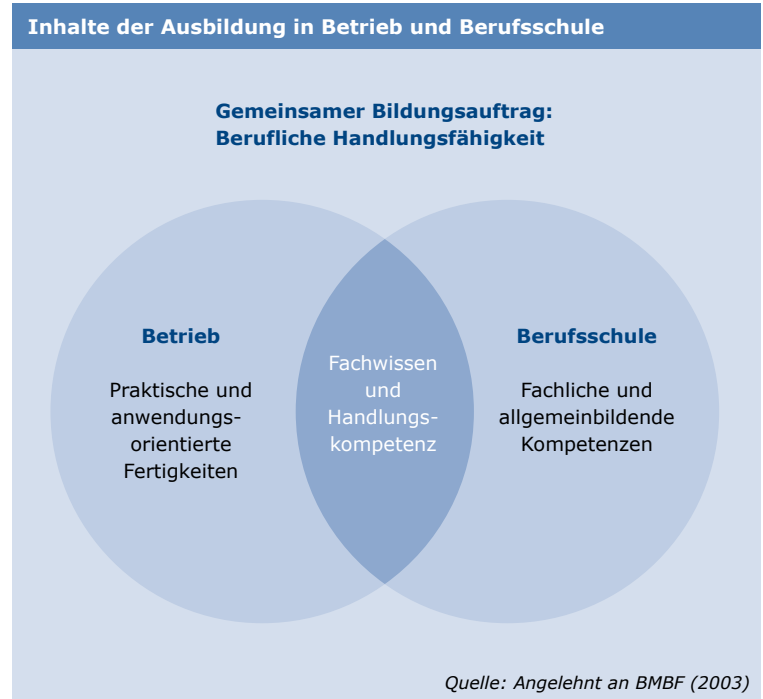 Inhalte der Ausbildung in Betrieb und Berufsschule
Gemeinsamer Bildungsauftrag:
Berufliche Handlungsfähigkeit
Betrieb
Praktische und
anwendungs-
orientierte
Fertigkeiten
Fachwissen
und
Handlungs-
kompetenz
Berufsschule
Fachliche und
allgemeinbildende
Kompetenzen
Quelle: Angelehnt an BMBF (2003)